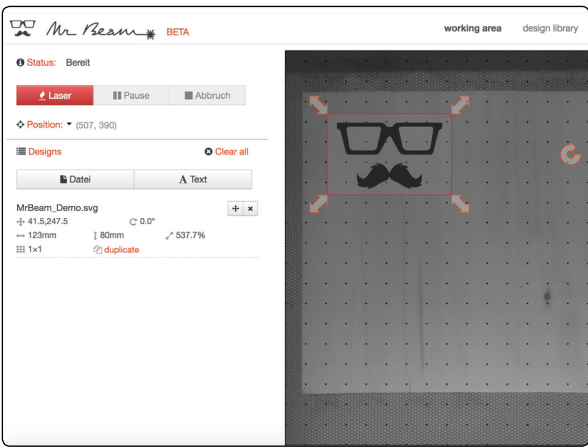 Mr Beam BETA
working area design library
Status: Bereit
Laser Pause Abbruch
Position: (507, 390)
Designs Clear all
Datei A Text
MrBeam_Demo.svg
41.5,247.5 0.0°
123mm 80mm 537.7%
1×1 duplicate